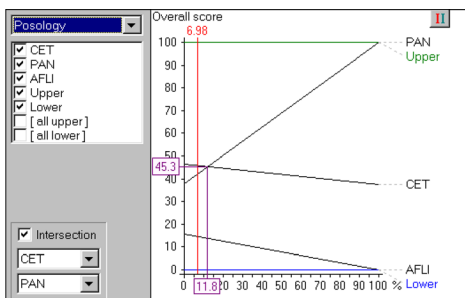 Posology
CET
PAN
AFLI
Upper
Lower
[ all upper ]
[ all lower ]
Intersection
CET
PAN
Overall score
6.98
II
100
90
80
70
60
50
45.3
40
30
20
10
0
0
11.8
20 30 40 50 60 70 80 90 100 %
PAN
Upper
CET
AFLI
Lower